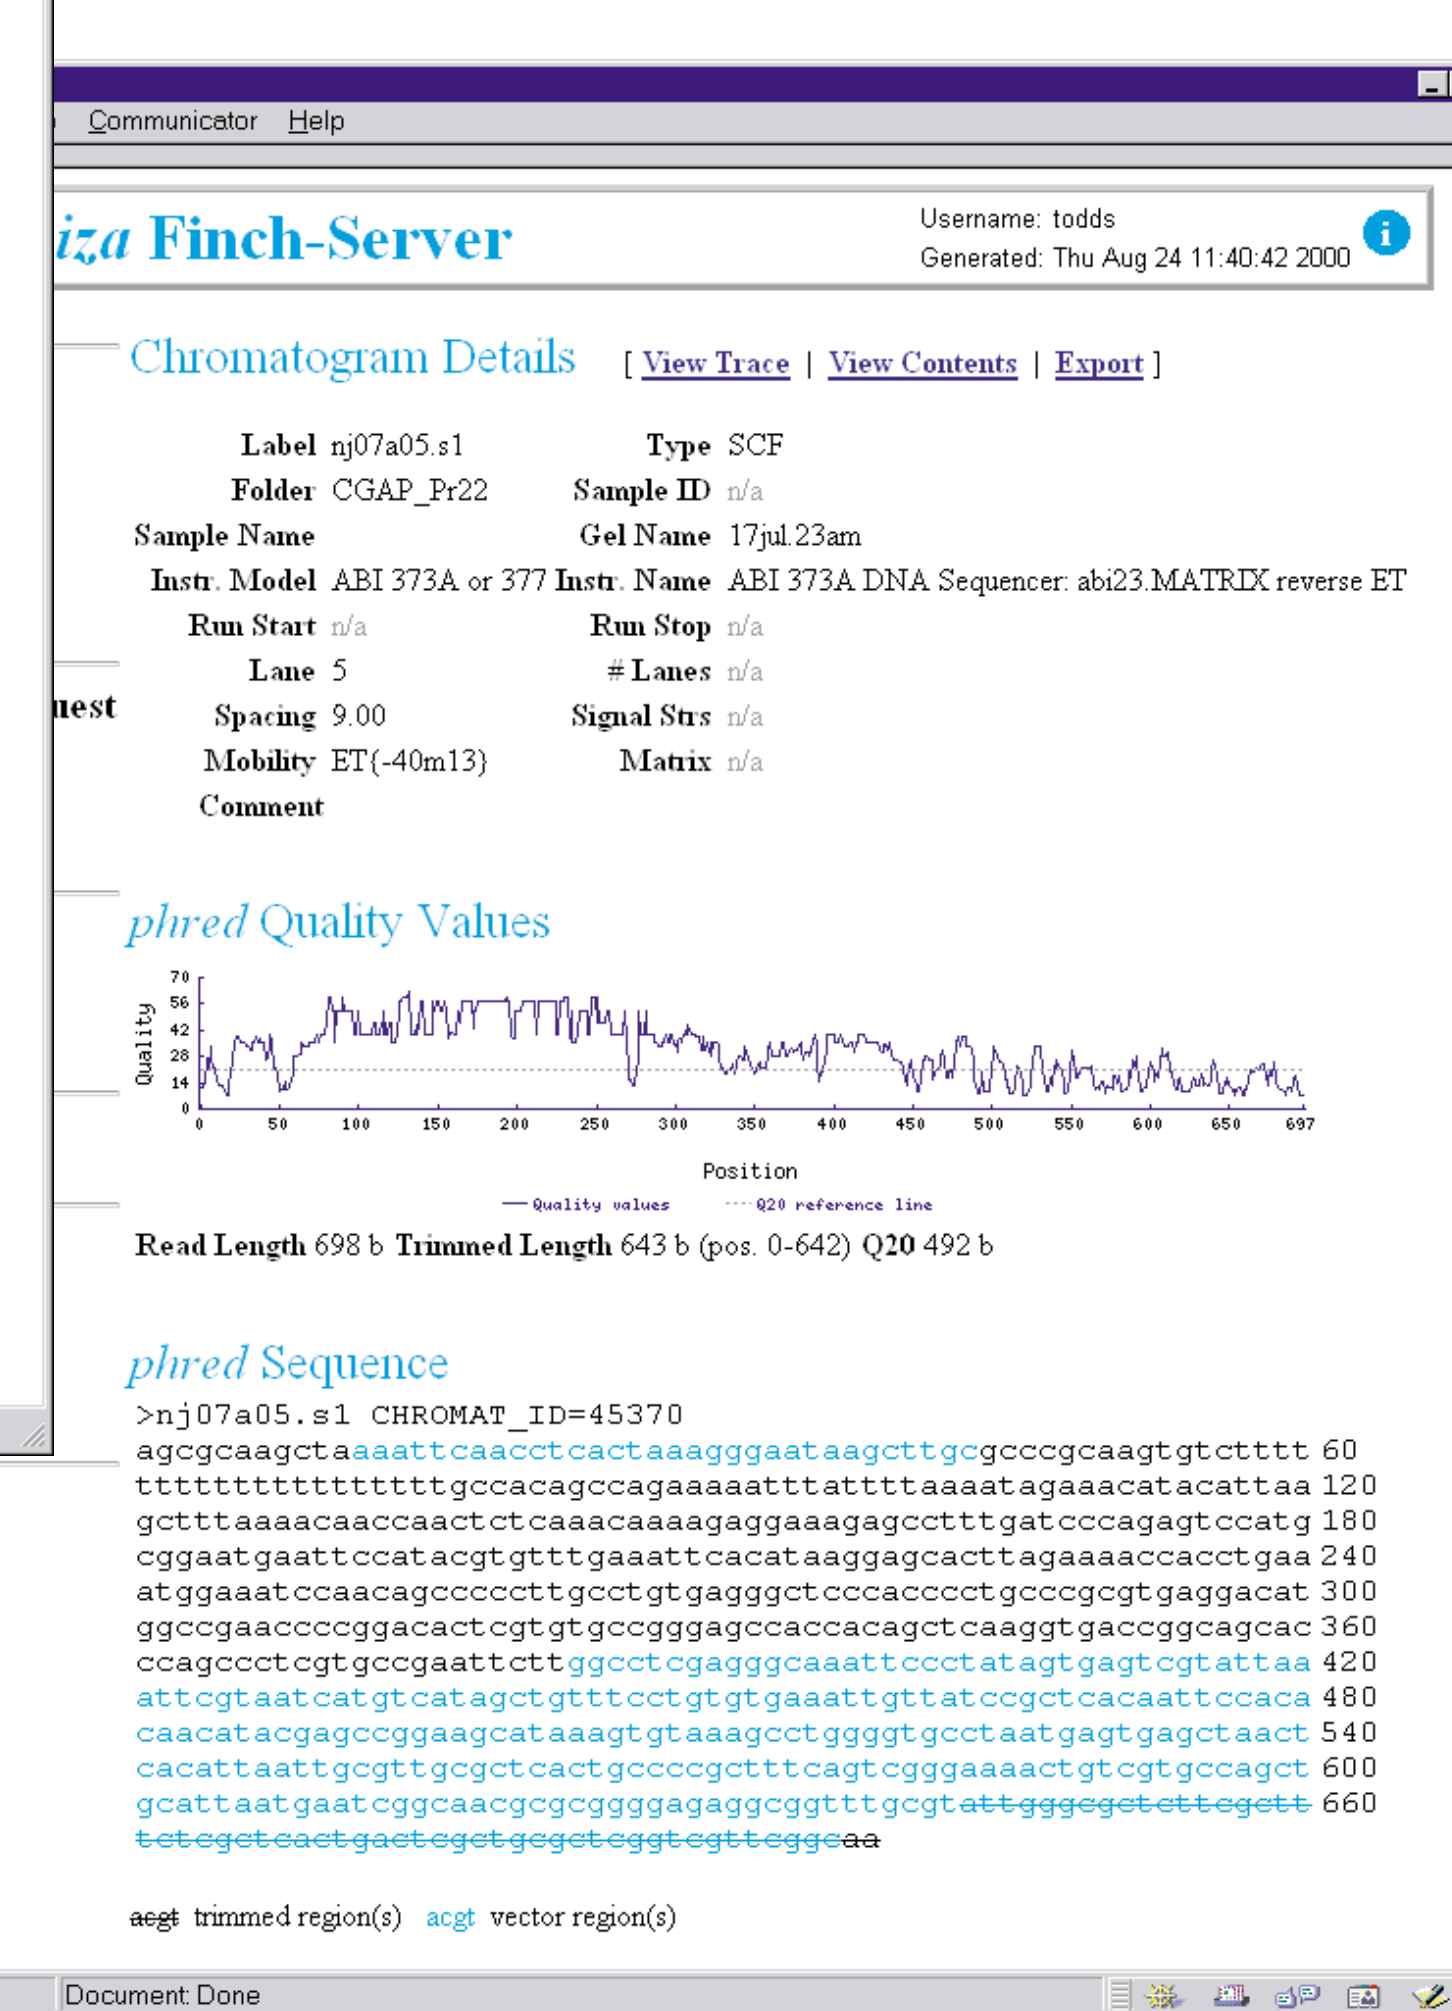 Communicator Help
iza Finch-Server
Username: todds
Generated: Thu Aug 24 11:40:42 2000
i
Chromatogram Details [ View Trace | View Contents | Export ]
Label nj07a05.s1 Type SCF
Folder CGAP_Pr22 Sample ID n/a
Sample Name Gel Name 17jul.23am
Instr. Model ABI 373A or 377 Instr. Name ABI 373A DNA Sequencer: abi23.MATRIX reverse ET
Run Start n/a Run Stop n/a
Lane 5 # Lanes n/a
uest
Spacing 9.00 Signal Strs n/a
Mobility ET{-40m13} Matrix n/a
Comment
phred Quality Values
70
56
42
28
14
0
Quality
0 50 100 150 200 250 300 350 400 450 500 550 600 650 697
Position
Quality values Q20 reference line
Read Length 698 b Trimmed Length 643 b (pos. 0-642) Q20 492 b
phred Sequence
>nj07a05.s1 CHROMAT_ID=45370
agcgcaagctaaaattcaacctcactaaagggaataagcttgcgcccgcaagtgtctttt 60
ttttttttttttttttgccacagccagaaaaatttattttaaaatagaaacatacattaa 120
gctttaaaacaaccaactctcaaacaaaagaggaaagagcctttgatcccagagtccatg 180
cggaatgaattccatacgtgtttgaaattcacataaggagcacttagaaaaccacctgaa 240
atggaaatccaacagcccccttgcctgtgagggctcccacccctgcccgcgtgaggacat 300
ggccgaaccccggacactcgtgtgccgggagccaccacagctcaaggtgaccggcagcac 360
ccagccctcgtgccgaattcttggcctcgagggcaaattccctatagtgagtcgtattaa 420
attcgtaatcatgtcatagctgtttcctgtgtgaaattgttatccgctcacaattccaca 480
caacatacgagccggaagcataaagtgtaaagcctggggtgcctaatgagtgagctaact 540
cacattaattgcgttgcgctcactgccccgctttcagtcgggaaaactgtcgtgccagct 600
gcattaatgaatcggcaacgcgcggggagaggcggtttgcgtattgggcgctcttcgctt 660
tctcgctcactgactcgctgcgctcggtcgttcggcaa
acgt trimmed region(s) acgt vector region(s)
Document: Done